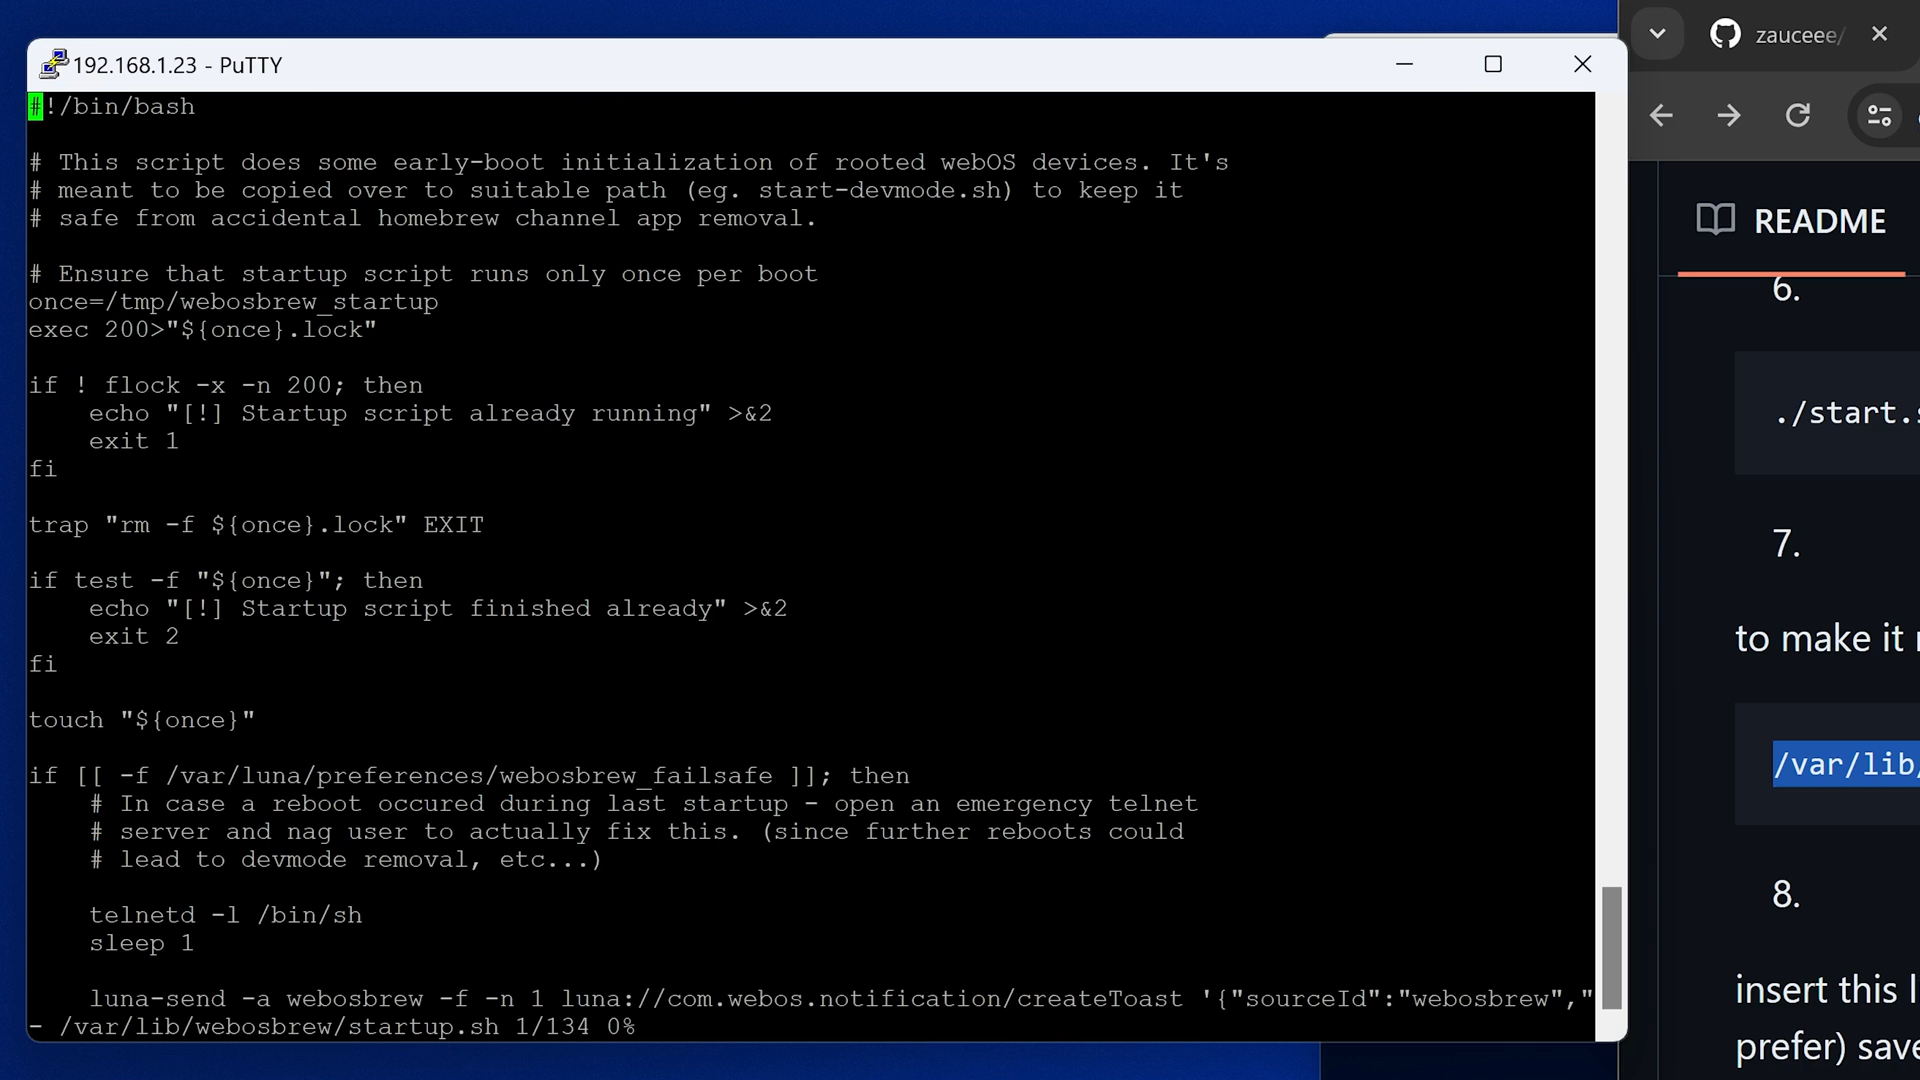 192.168.1.23 - PuTTY
#!/bin/bash
# This script does some early-boot initialization of rooted webOS devices. It's
# meant to be copied over to suitable path (eg. start-devmode.sh) to keep it
# safe from accidental homebrew channel app removal.
# Ensure that startup script runs only once per boot
once=/tmp/webosbrew_startup
exec 200>"${once}.lock"
if ! flock -x -n 200; then
    echo "[!] Startup script already running" >&2
    exit 1
fi
trap "rm -f ${once}.lock" EXIT
if test -f "${once}"; then
    echo "[!] Startup script finished already" >&2
    exit 2
fi
touch "${once}"
if [[ -f /var/luna/preferences/webosbrew_failsafe ]]; then
    # In case a reboot occured during last startup - open an emergency telnet
    # server and nag user to actually fix this. (since further reboots could
    # lead to devmode removal, etc...)
    telnetd -l /bin/sh
    sleep 1
    luna-send -a webosbrew -f -n 1 luna://com.webos.notification/createToast '{"sourceId":"webosbrew","
- /var/lib/webosbrew/startup.sh 1/134 0%
zauceee/
README
6.
./start.s
7.
to make it
/var/lib/
8.
insert this l
prefer) save